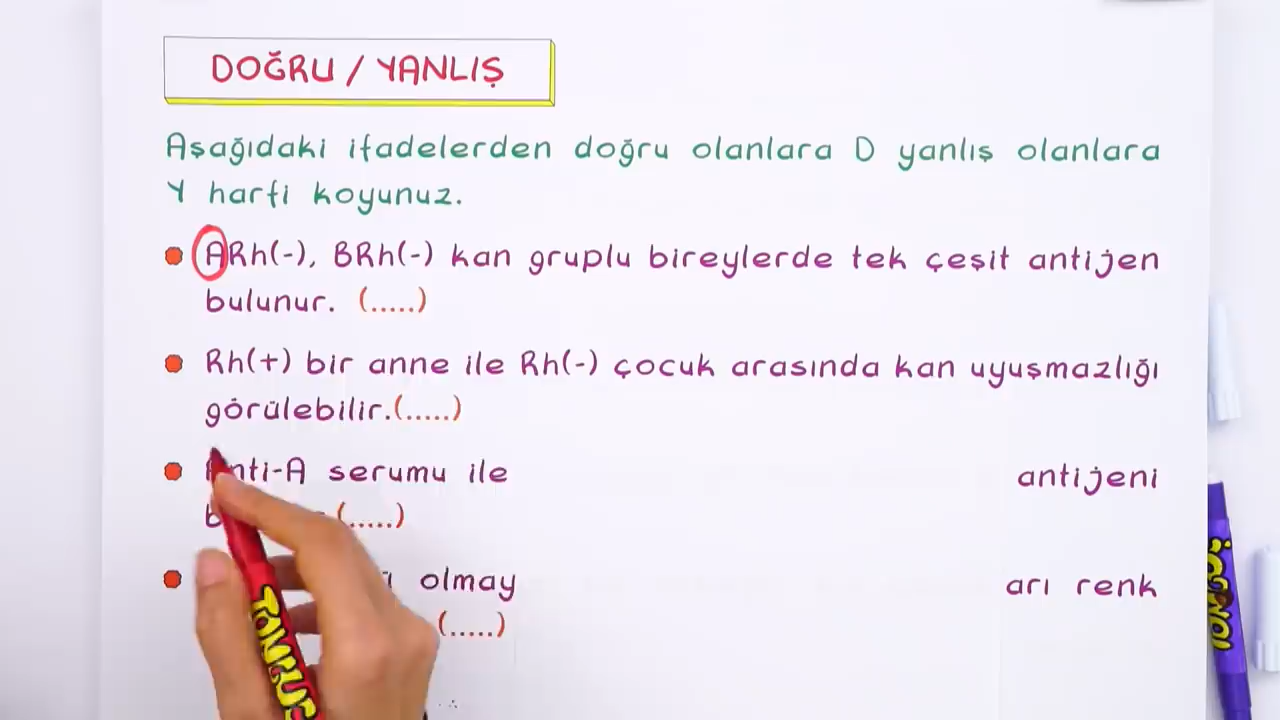 DOĞRU / YANLIŞ
Aşağıdaki ifadelerden doğru olanlara D yanlış olanlara
Y harfi koyunuz.
ARh(-), BRh(-) kan gruplu bireylerde tek çeşit antijen
bulunur. (.....)
Rh(+) bir anne ile Rh(-) çocuk arasında kan uyuşmazlığı
görülebilir.(.....)
Anti-A serumu ile antijeni
(.....)
olmay arı renk
(.....)